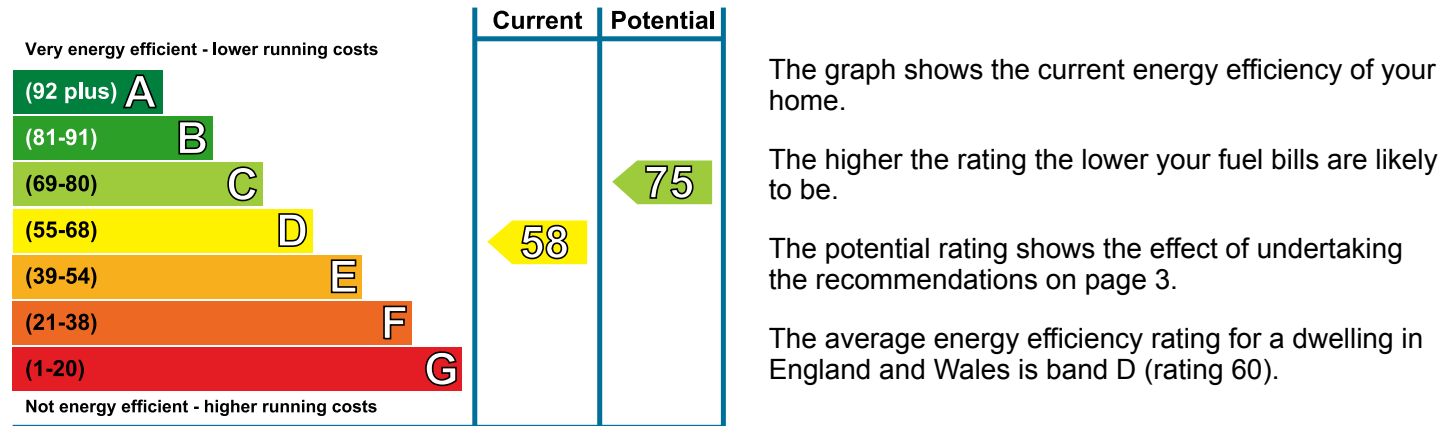 Current Potential
Very energy efficient - lower running costs
(92 plus) A
(81-91) B
(69-80) C
75
(55-68) D
58
(39-54) E
(21-38) F
(1-20) G
Not energy efficient - higher running costs
The graph shows the current energy efficiency of your
home.
The higher the rating the lower your fuel bills are likely
to be.
The potential rating shows the effect of undertaking
the recommendations on page 3.
The average energy efficiency rating for a dwelling in
England and Wales is band D (rating 60).